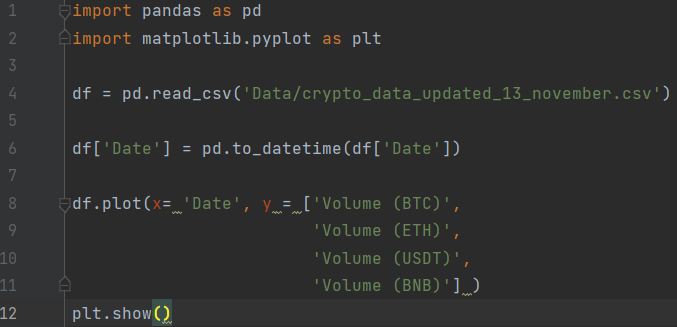 1 import pandas as pd
2 import matplotlib.pyplot as plt
3
4 df = pd.read_csv('Data/crypto_data_updated_13_november.csv')
5
6 df['Date'] = pd.to_datetime(df['Date'])
7
8 df.plot(x= 'Date', y = ['Volume (BTC)',
9 'Volume (ETH)',
10 'Volume (USDT)',
11 'Volume (BNB)'] )
12 plt.show()